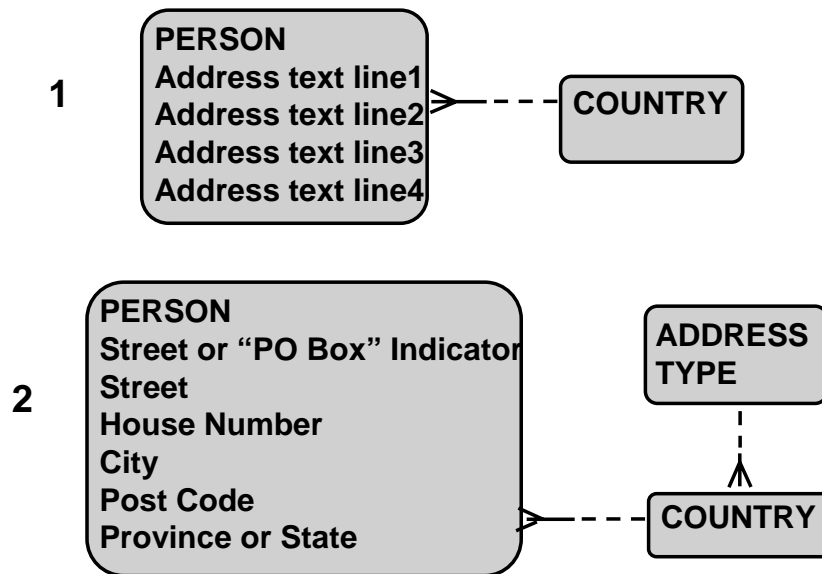 1
PERSON
Address text line1
Address text line2
Address text line3
Address text line4
COUNTRY
2
PERSON
Street or “PO Box” Indicator
Street
House Number
City
Post Code
Province or State
ADDRESS
TYPE
COUNTRY